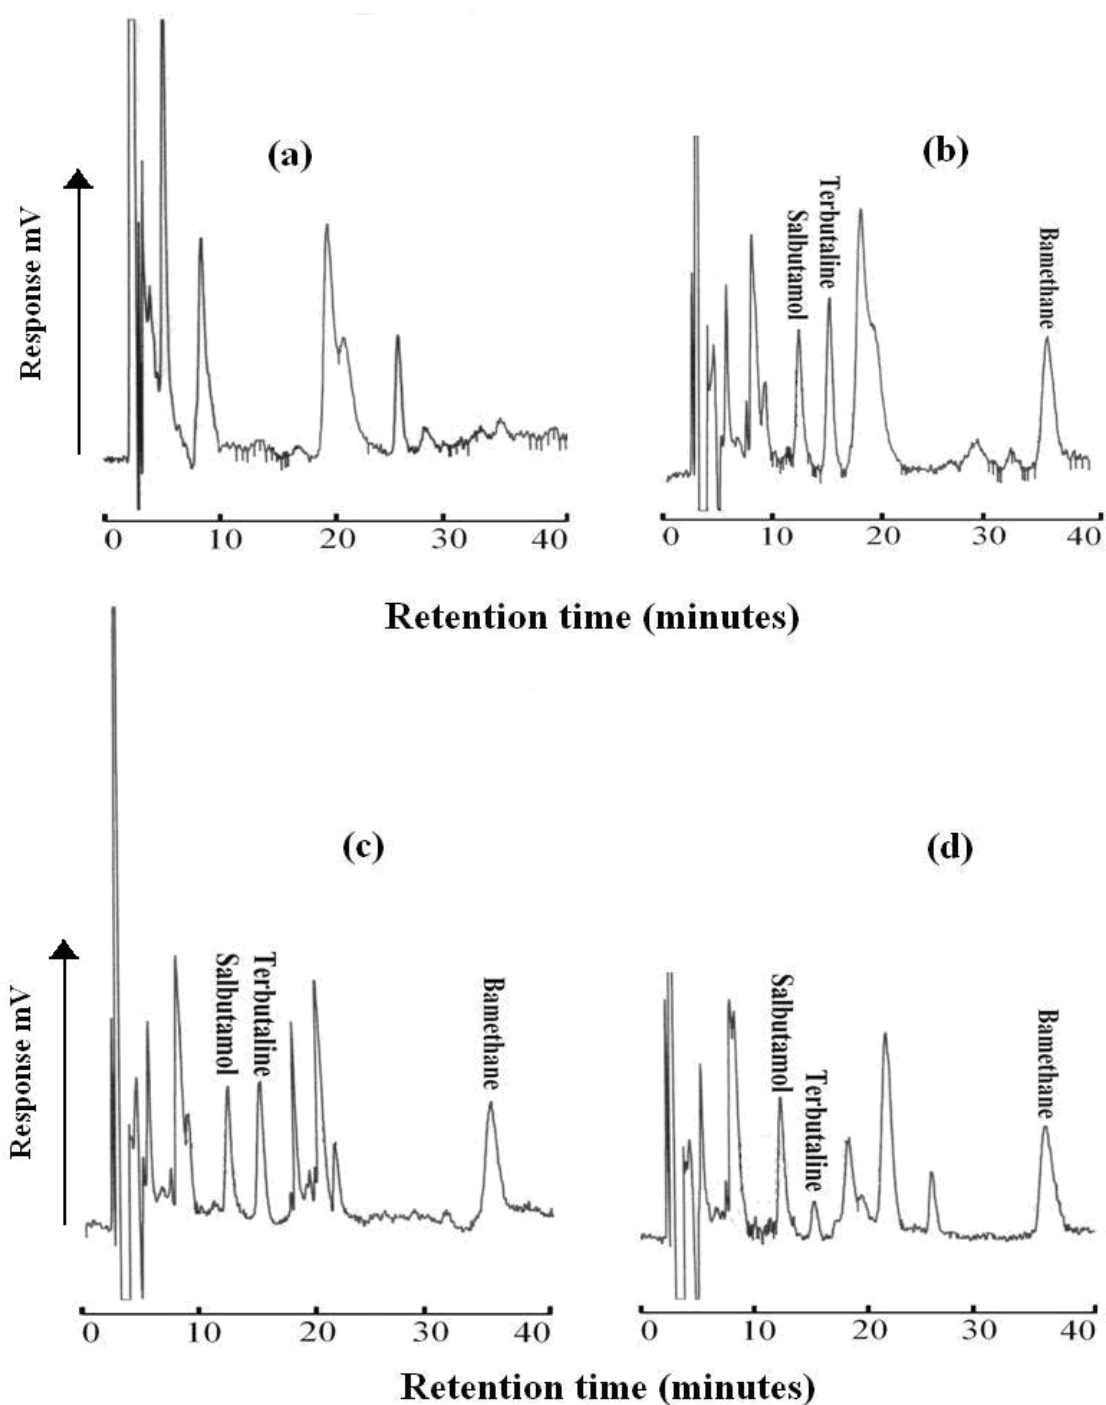 (a)
(b)
Response mV
Salbutamol
Terbutaline
Bamethane
0 10 20 30 40
0 10 20 30 40
Retention time (minutes)
(c)
(d)
Response mV
Salbutamol
Terbutaline
Bamethane
Salbutamol
Terbutaline
Bamethane
0 10 20 30 40
0 10 20 30 40
Retention time (minutes)